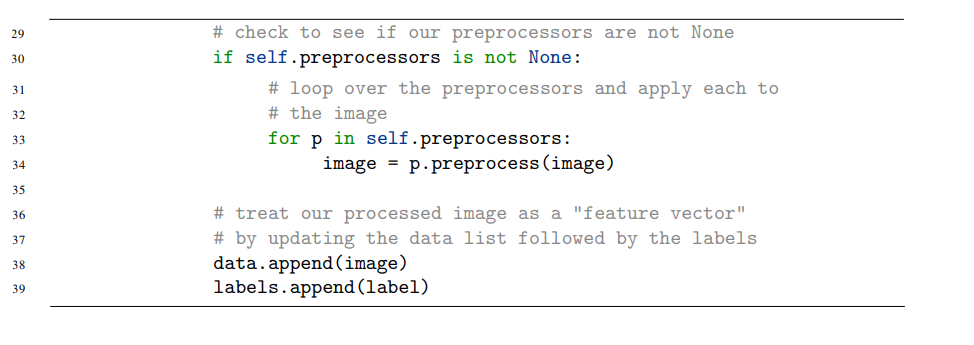 29 # check to see if our preprocessors are not None
30 if self.preprocessors is not None:
31 # loop over the preprocessors and apply each to
32 # the image
33 for p in self.preprocessors:
34 image = p.preprocess(image)
35
36 # treat our processed image as a "feature vector"
37 # by updating the data list followed by the labels
38 data.append(image)
39 labels.append(label)